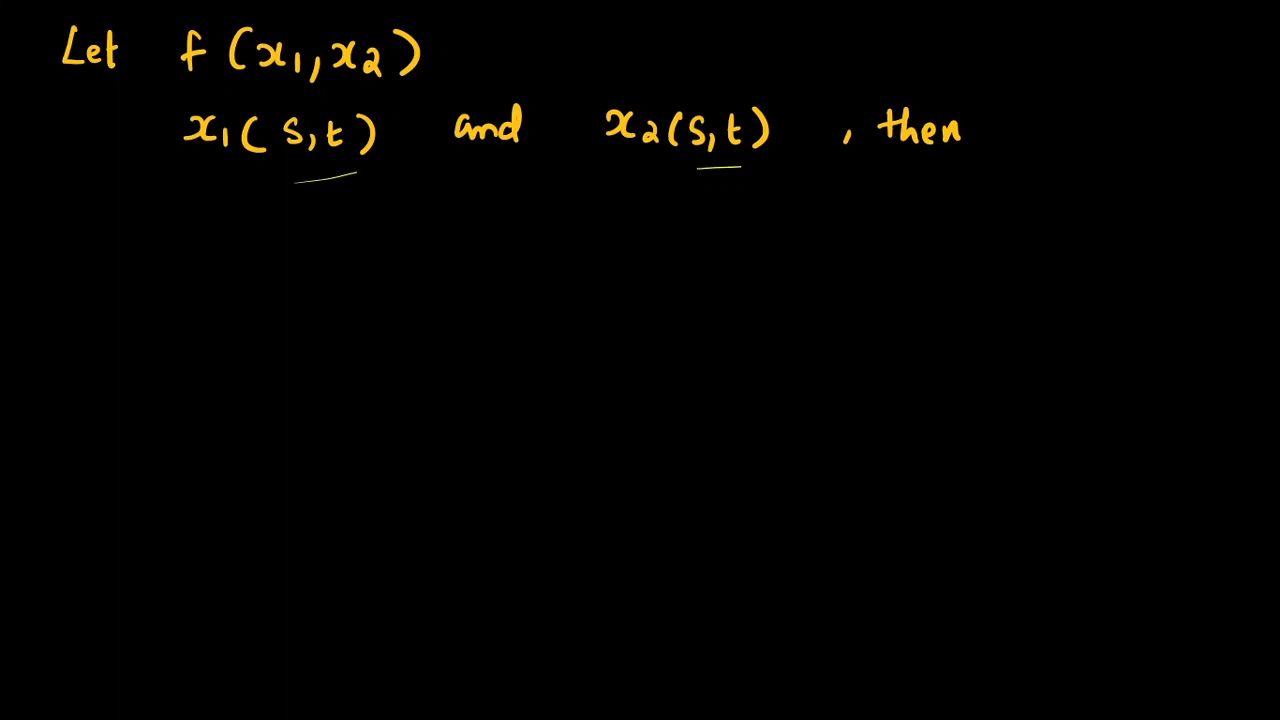 Let f(x1, x2)
x1(s,t) and x2(s,t) , then